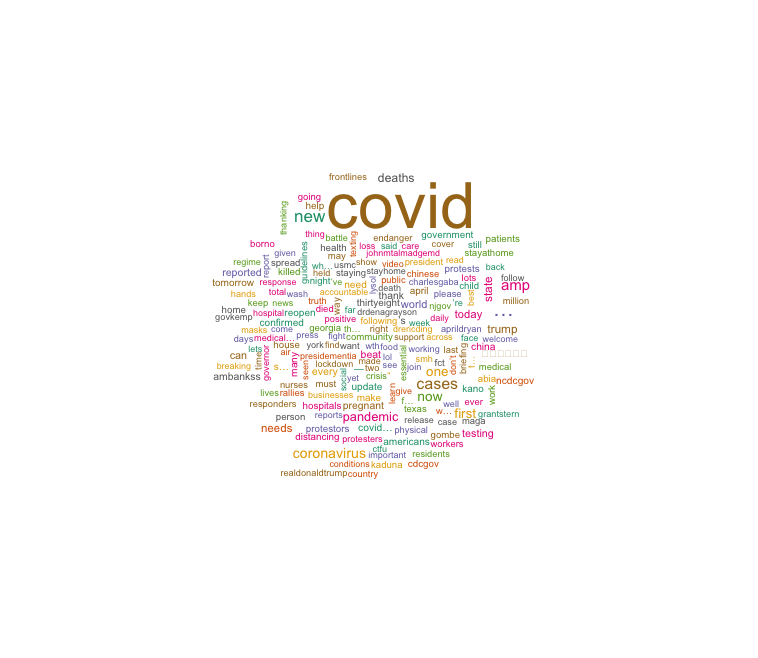 frontlines deaths
going
help
new covid
thanking
thing battle endanger government patients
borno health texting loss said care cover still
guidelines may johnmtalmadgemd stayathome
regime report given wh… usmc show video president read
reported spread held staying stayhome chinese protests back
tomorrow response killed night 've need lysol public charlesgaba lots child state follow amp
hands total wash accountable death april please best
keep news truth way thirtyeight thank world njgov 're million
home hospital reopen died far drdenagrayson daily today …
govkemp confirmed positive following 's week
masks come georgia th… right drencding aprildryan face trump
days medical… press fight community support across welcome
lets house york find want wth food working last china
can times air presidementia beat lol essential smh briefing
breaking governor many seen lockdown made see join fct don't t… medical
ambankss s… every — two one abia ncdcgov
nurses must social yet crisis" cases kano work
lives rallies businesses update learn give now
responders hospitals make f… well ever
person reports pregnant texas w… first grantstern
needs protestors pandemic release case maga
covid… physical gombe testing
distancing protesters americans workers
coronavirus ctfu important residents
conditions kaduna cdcgov
realdonaldtrump country